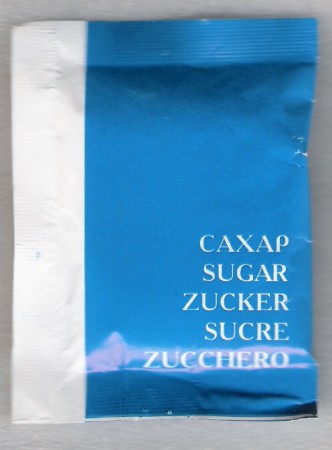 САХАР
SUGAR
ZUCKER
SUCRE
ZUCCHERO